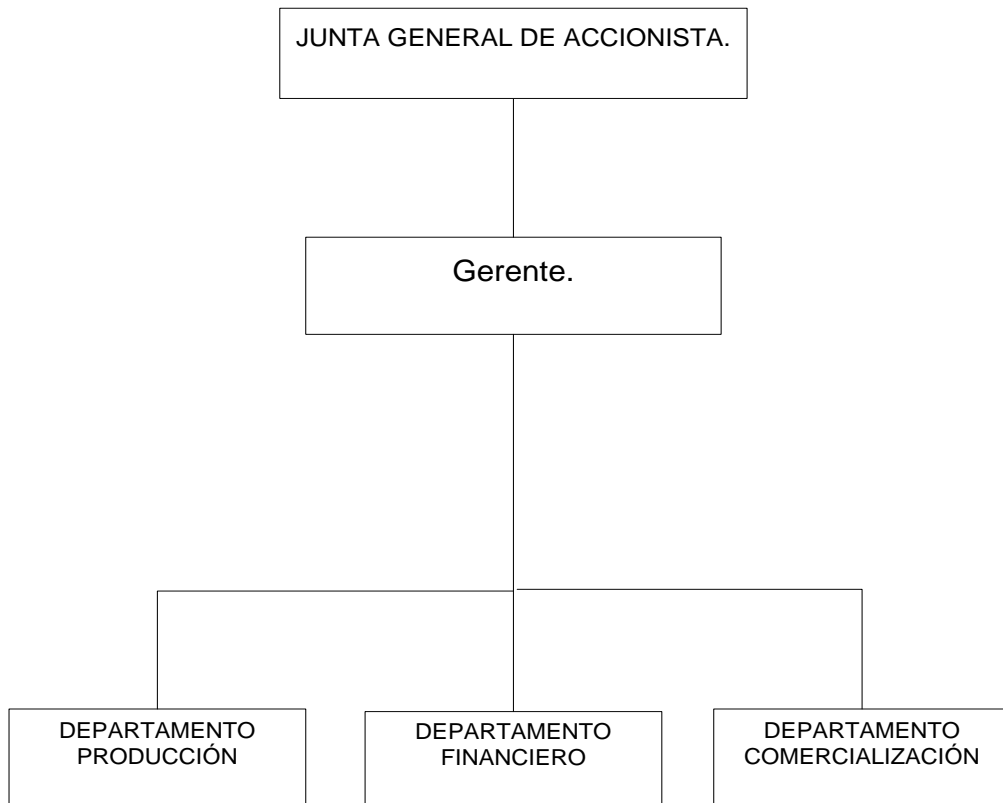 JUNTA GENERAL DE ACCIONISTA.
Gerente.
DEPARTAMENTO
PRODUCCIÓN
DEPARTAMENTO
FINANCIERO
DEPARTAMENTO
COMERCIALIZACIÓN